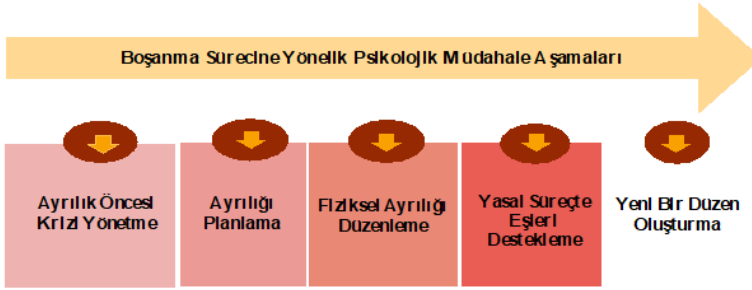 Boşanma Sürecine Yönelik Psikolojik Müdahale Aşamaları
Ayrılık Öncesi
Krizi Yönetme
Ayrılığı
Planlama
Fiziksel Ayrılığı
Düzenleme
Yasal Süreçte
Eşleri
Destekleme
Yeni Bir Düzen
Oluşturma